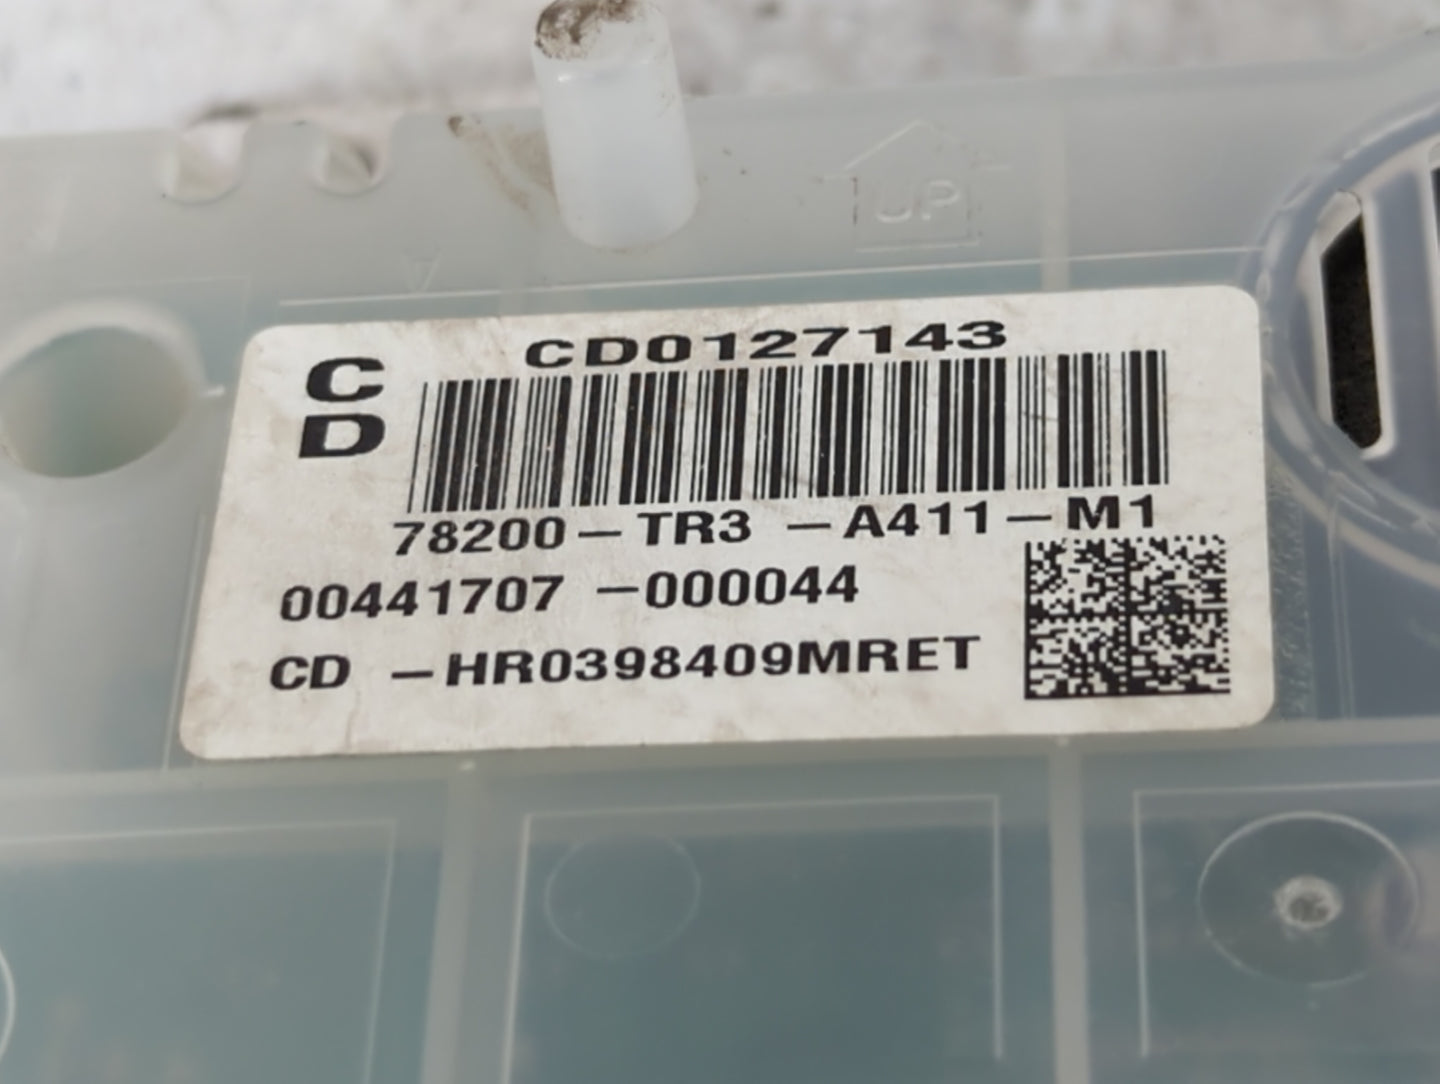 UP
A
C
D
CD0127143
78200-TR3 -A411-M1
00441707 -000044
CD -HR0398409MRET